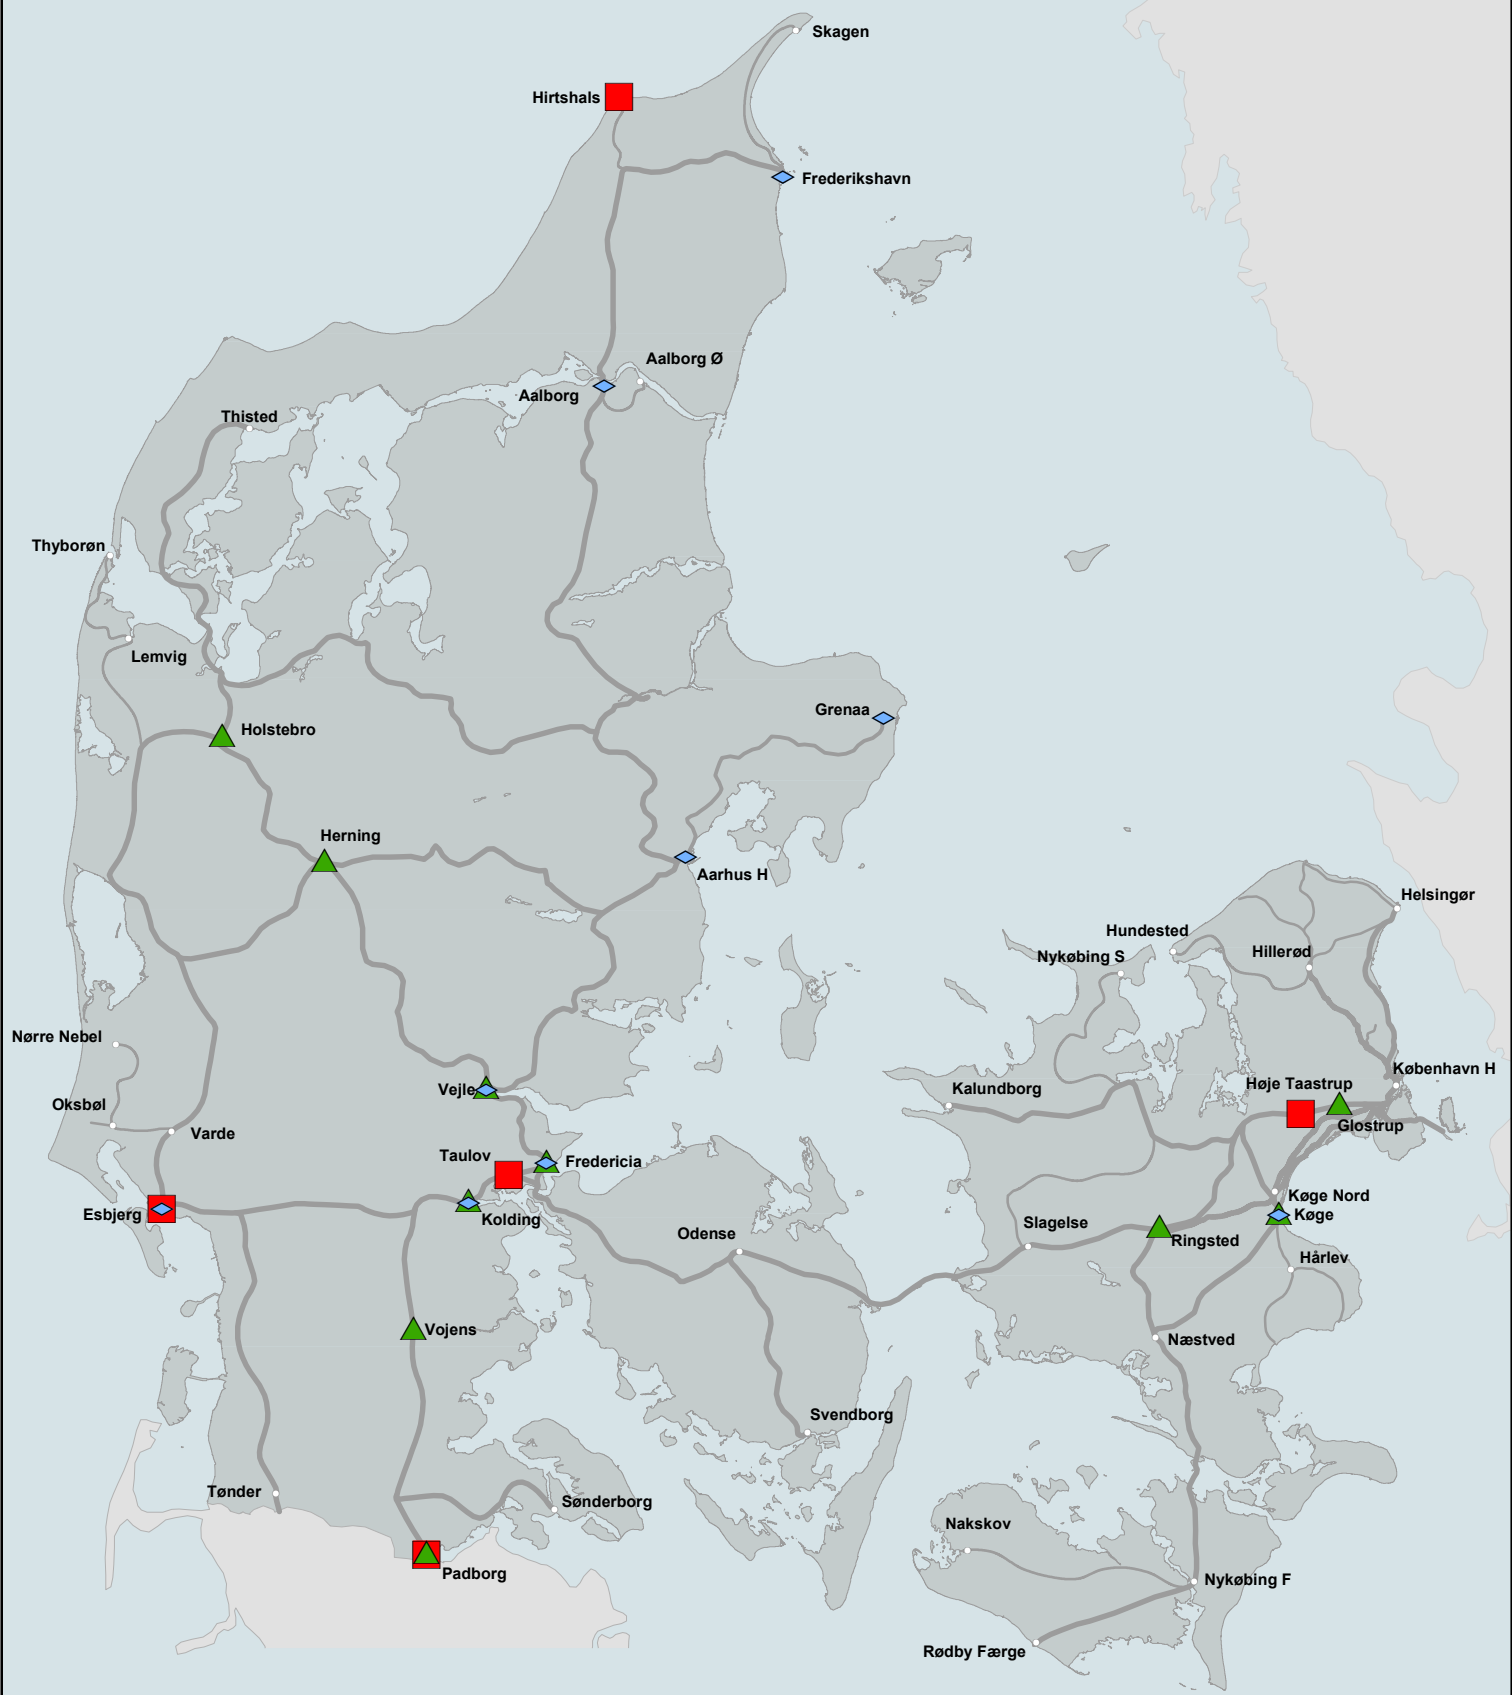 Skagen
Hirtshals
Frederikshavn
Aalborg Ø
Aalborg
Thisted
Thyborøn
Lemvig
Grenaa
Holstebro
Herning
Aarhus H
Helsingør
Hundested
Hillerød
Nykøbing S
Nørre Nebel
København H
Høje Taastrup
Vejle
Kalundborg
Oksbøl
Glostrup
Varde
Taulov
Fredericia
Køge Nord
Esbjerg
Køge
Kolding
Slagelse
Odense
Ringsted
Hårlev
Vojens
Næstved
Svendborg
Tønder
Sønderborg
Nakskov
Padborg
Nykøbing F
Rødby Færge